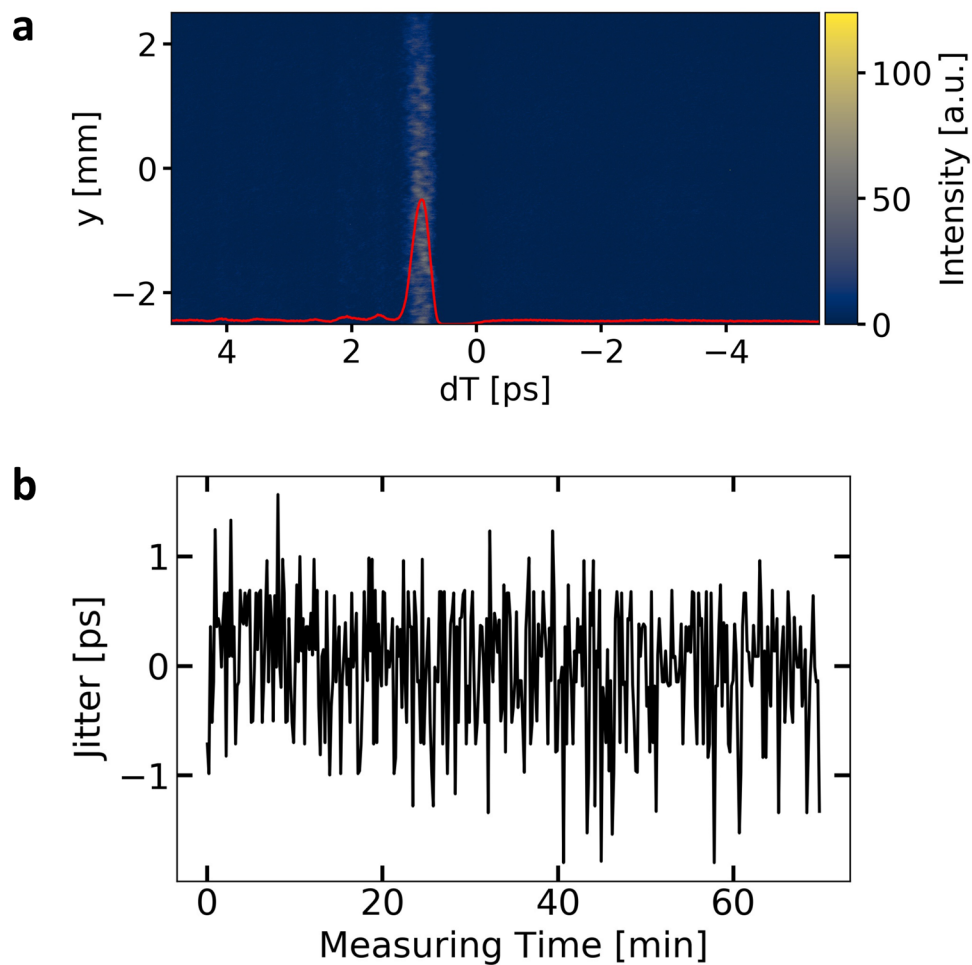 a
2
0
−2
y [mm]
4 2 0 −2 −4
dT [ps]
100
50
0
Intensity [a.u.]
b
1
0
−1
Jitter [ps]
0 20 40 60
Measuring Time [min]